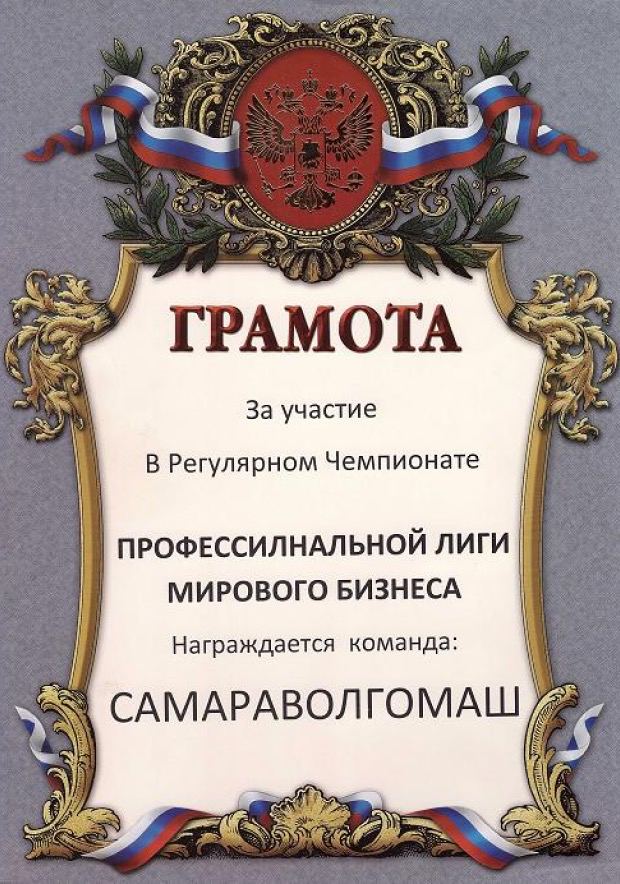 ГРАМОТА
За участие
В Регулярном Чемпионате
ПРОФЕССИЛНАЛЬНОЙ ЛИГИ
МИРОВОГО БИЗНЕСА
Награждается команда:
САМАРАВОЛГОМАШ